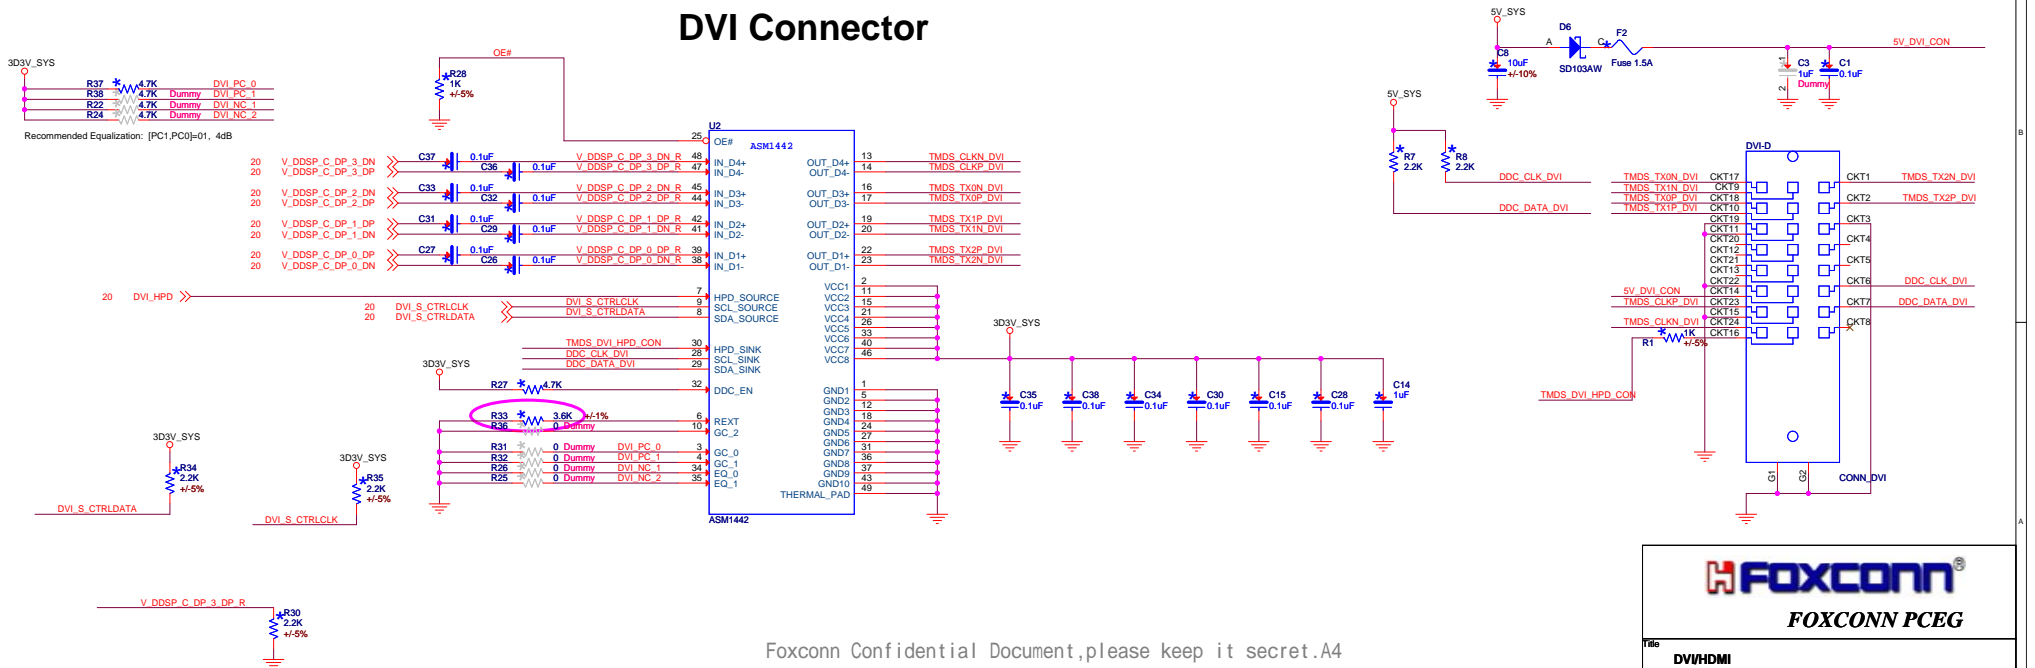 DVI Connector
3D3V_SYS
R37 * 4.7K DVI_PC_0
R38 * 4.7K Dummy DVI_PC_1
R22 * 4.7K Dummy DVI_NC_1
R24 * 4.7K Dummy DVI_NC_2
Recommended Equalization: [PC1,PC0]=01, 4dB
OE#
*R28
1K
+/-5%
20 V_DDSP_C_DP_3_DN C37 0.1uF V_DDSP_C_DP_3_DN_R 48
20 V_DDSP_C_DP_3_DP C36 0.1uF V_DDSP_C_DP_3_DP_R 47
20 V_DDSP_C_DP_2_DN C33 0.1uF V_DDSP_C_DP_2_DN_R 45
20 V_DDSP_C_DP_2_DP C32 0.1uF V_DDSP_C_DP_2_DP_R 44
20 V_DDSP_C_DP_1_DP C31 0.1uF V_DDSP_C_DP_1_DP_R 42
20 V_DDSP_C_DP_1_DN C29 0.1uF V_DDSP_C_DP_1_DN_R 41
20 V_DDSP_C_DP_0_DP C27 0.1uF V_DDSP_C_DP_0_DP_R 39
20 V_DDSP_C_DP_0_DN C26 0.1uF V_DDSP_C_DP_0_DN_R 38
20 DVI_HPD 7
20 DVI_S_CTRLCLK DVI_S_CTRLCLK 9
20 DVI_S_CTRLDATA DVI_S_CTRLDATA 8
TMDS_DVI_HPD_CON 30
DDC_CLK_DVI 28
DDC_DATA_DVI 29
3D3V_SYS
R27 * 4.7K 32
R33 * 3.6K +/-1% 6
R36 * 0 Dummy 10
R31 * 0 Dummy DVI_PC_0 3
R32 * 0 Dummy DVI_PC_1 4
R26 * 0 Dummy DVI_NC_1 34
R25 * 0 Dummy DVI_NC_2 35
U2
25 OE#
ASM1442
IN_D4+
IN_D4-
IN_D3+
IN_D3-
IN_D2+
IN_D2-
IN_D1+
IN_D1-
HPD_SOURCE
SCL_SOURCE
SDA_SOURCE
HPD_SINK
SCL_SINK
SDA_SINK
DDC_EN
REXT
GC_2
GC_0
GC_1
EQ_0
EQ_1
OUT_D4+ 13 TMDS_CLKN_DVI
OUT_D4- 14 TMDS_CLKP_DVI
OUT_D3+ 16 TMDS_TX0N_DVI
OUT_D3- 17 TMDS_TX0P_DVI
OUT_D2+ 19 TMDS_TX1P_DVI
OUT_D2- 20 TMDS_TX1N_DVI
OUT_D1+ 22 TMDS_TX2P_DVI
OUT_D1- 23 TMDS_TX2N_DVI
VCC1 2
VCC2 11
VCC3 15
VCC4 21
VCC5 26
VCC6 33
VCC7 40
VCC8 46
GND1 1
GND2 5
GND3 12
GND4 18
GND5 24
GND6 27
GND7 31
GND8 36
GND9 37
GND10 43
THERMAL_PAD 49
ASM1442
3D3V_SYS
* C35 0.1uF
* C38 0.1uF
* C34 0.1uF
* C30 0.1uF
* C15 0.1uF
* C28 0.1uF
* C14 1uF
3D3V_SYS
*R34
2.2K
+/-5%
DVI_S_CTRLDATA
3D3V_SYS
*R35
2.2K
+/-5%
DVI_S_CTRLCLK
V_DDSP_C_DP_3_DP_R
*R30
2.2K
+/-5%
5V_SYS
D6
A C
SD103AW
F2
*
Fuse 1.5A
5V_DVI_CON
* C8
10uF
+/-10%
* C3
1
2
1uF
Dummy
* C1
0.1uF
5V_SYS
* R7
2.2K
* R8
2.2K
DDC_CLK_DVI
DDC_DATA_DVI
DVI-D
TMDS_TX0N_DVI CKT17
TMDS_TX1N_DVI CKT9
TMDS_TX0P_DVI CKT18
TMDS_TX1P_DVI CKT10
CKT19
CKT11
CKT20
CKT12
CKT21
CKT13
CKT22
5V_DVI_CON CKT14
TMDS_CLKP_DVI CKT23
CKT15
TMDS_CLKN_DVI CKT24
CKT16
R1 * 1K
+/-5%
TMDS_DVI_HPD_CON
CKT1 TMDS_TX2N_DVI
CKT2 TMDS_TX2P_DVI
CKT3
CKT4
CKT5
CKT6 DDC_CLK_DVI
CKT7 DDC_DATA_DVI
CKT8
G1
G2
CONN_DVI
B
A
FOXCONN®
FOXCONN PCEG
Title
DVI/HDMI
Foxconn Confidential Document,please keep it secret.A4